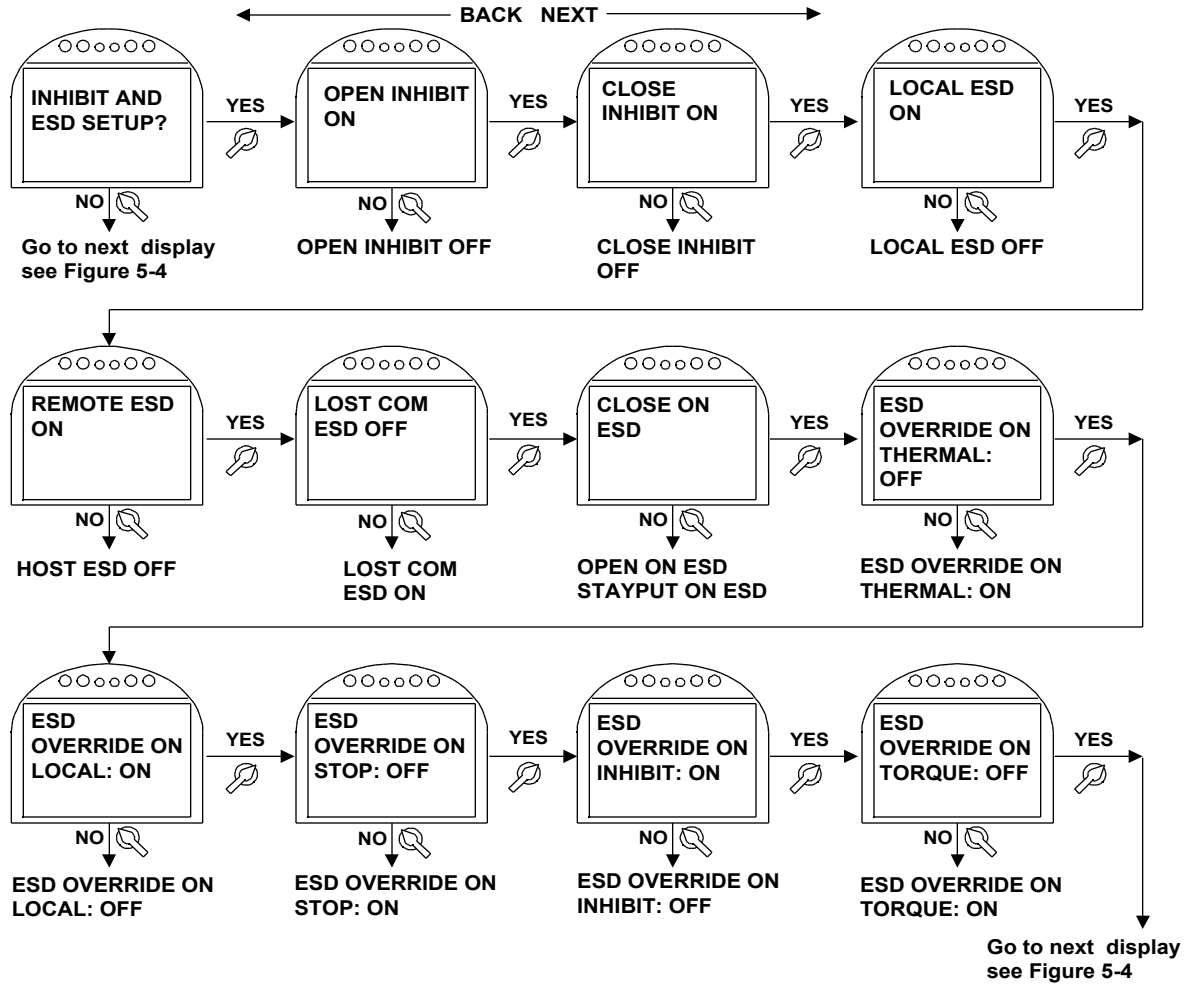 BACK NEXT
INHIBIT AND
ESD SETUP?
YES
NO
Go to next display
see Figure 5-4
OPEN INHIBIT
ON
YES
NO
OPEN INHIBIT OFF
CLOSE
INHIBIT ON
YES
NO
CLOSE INHIBIT
OFF
LOCAL ESD
ON
YES
NO
LOCAL ESD OFF
REMOTE ESD
ON
YES
NO
HOST ESD OFF
LOST COM
ESD OFF
YES
NO
LOST COM
ESD ON
CLOSE ON
ESD
YES
NO
OPEN ON ESD
STAYPUT ON ESD
ESD
OVERRIDE ON
THERMAL:
OFF
YES
NO
ESD OVERRIDE ON
THERMAL: ON
ESD
OVERRIDE ON
LOCAL: ON
YES
NO
ESD OVERRIDE ON
LOCAL: OFF
ESD
OVERRIDE ON
STOP: OFF
YES
NO
ESD OVERRIDE ON
STOP: ON
ESD
OVERRIDE ON
INHIBIT: ON
YES
NO
ESD OVERRIDE ON
INHIBIT: OFF
ESD
OVERRIDE ON
TORQUE: OFF
YES
NO
ESD OVERRIDE ON
TORQUE: ON
Go to next display
see Figure 5-4